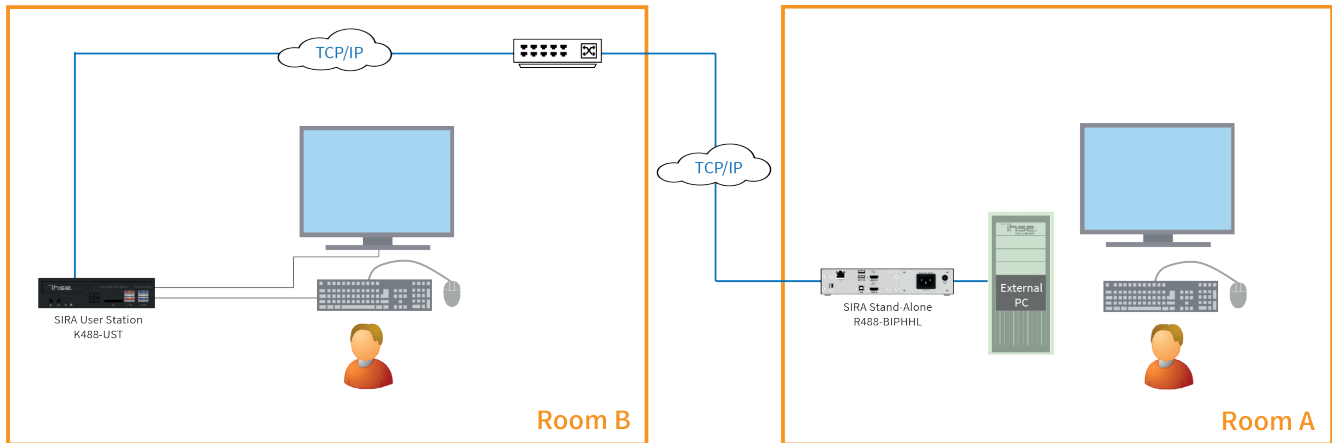 TCP/IP
TCP/IP
ihse.
ihse.
External
PC
SIRA User Station
K488-UST
SIRA Stand-Alone
R488-BIPHHL
Room B
Room A